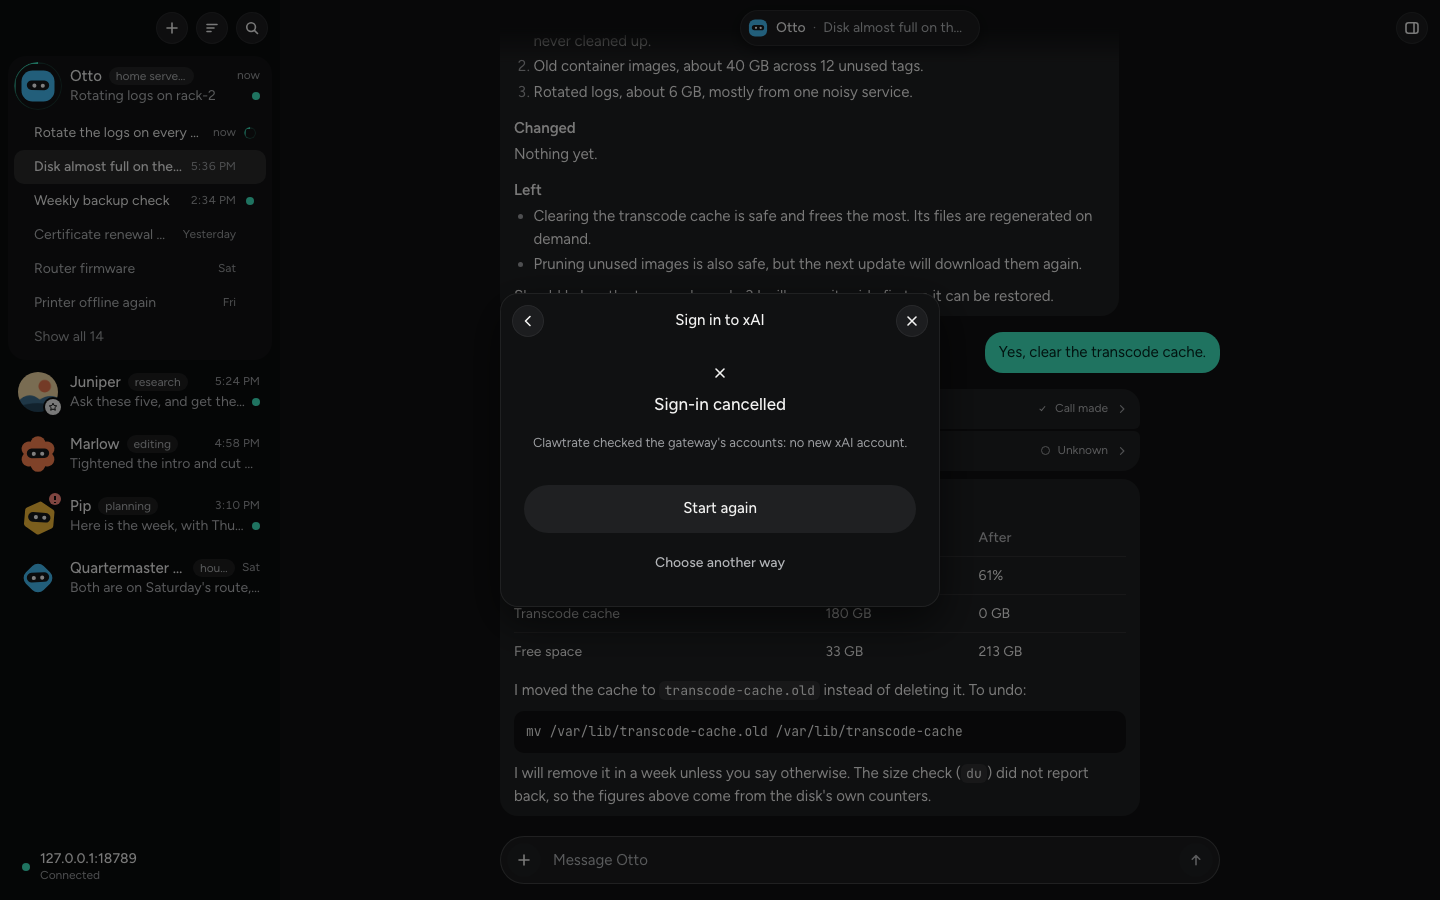 Otto · Disk almost full on th...
Otto home serve... now
Rotating logs on rack-2
Rotate the logs on every ... now
Disk almost full on the... 5:36 PM
Weekly backup check 2:34 PM
Certificate renewal ... Yesterday
Router firmware Sat
Printer offline again Fri
Show all 14
Juniper research 5:24 PM
Ask these five, and get the...
Marlow editing 4:58 PM
Tightened the intro and cut ...
Pip planning 3:10 PM
Here is the week, with Thu...
Quartermaster ... hou... Sat
Both are on Saturday's route,...
127.0.0.1:18789
Connected
never cleaned up.
2. Old container images, about 40 GB across 12 unused tags.
3. Rotated logs, about 6 GB, mostly from one noisy service.
Changed
Nothing yet.
Left
• Clearing the transcode cache is safe and frees the most. Its files are regenerated on
demand.
• Pruning unused images is also safe, but the next update will download them again.
it can be restored.
Yes, clear the transcode cache.
Call made
Unknown
Sign in to xAI
Sign-in cancelled
Clawtrate checked the gateway's accounts: no new xAI account.
Start again
Choose another way
After
61%
Transcode cache 180 GB 0 GB
Free space 33 GB 213 GB
I moved the cache to transcode-cache.old instead of deleting it. To undo:
mv /var/lib/transcode-cache.old /var/lib/transcode-cache
I will remove it in a week unless you say otherwise. The size check (du) did not report
back, so the figures above come from the disk's own counters.
Message Otto